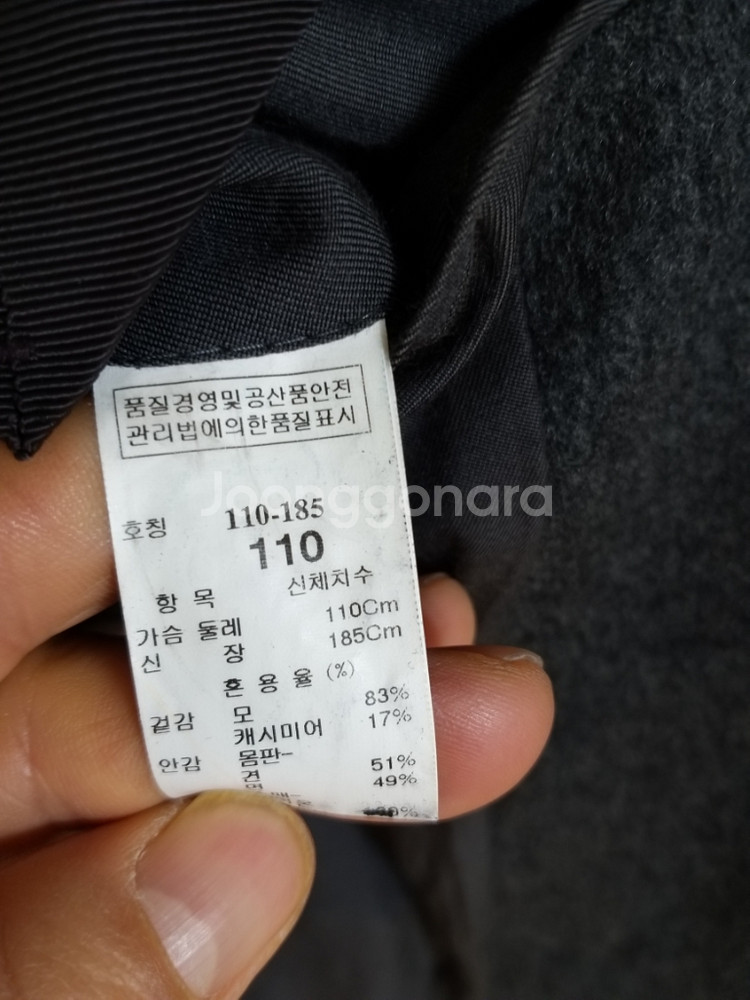 품질경영및공산품안전
관리법에의한품질표시
Joonggonara
호칭 110-185
110
항 목 신체치수
가슴 둘레 110Cm
신 장 185Cm
혼 용 율 (%)
겉감 모 83%
캐시미어 17%
안감 몸판-
견 51%
49%